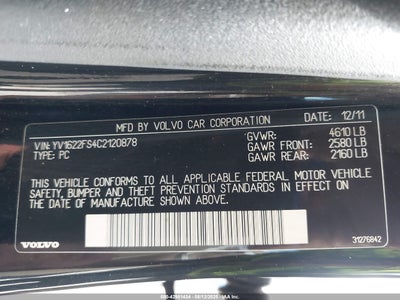 MFD BY VOLVO CAR CORPORATION DATE: 12/11
VIN: YV1622FS4C2120878 GVWR: 4610 LB
TYPE: PC GAWR FRONT: 2580 LB
GAWR REAR: 2160 LB
THIS VEHICLE CONFORMS TO ALL APPLICABLE FEDERAL MOTOR VEHICLE
SAFETY, BUMPER AND THEFT PREVENTION STANDARDS IN EFFECT ON
THE DATE OF MANUFACTURE SHOWN ABOVE.
VOLVO 31276842